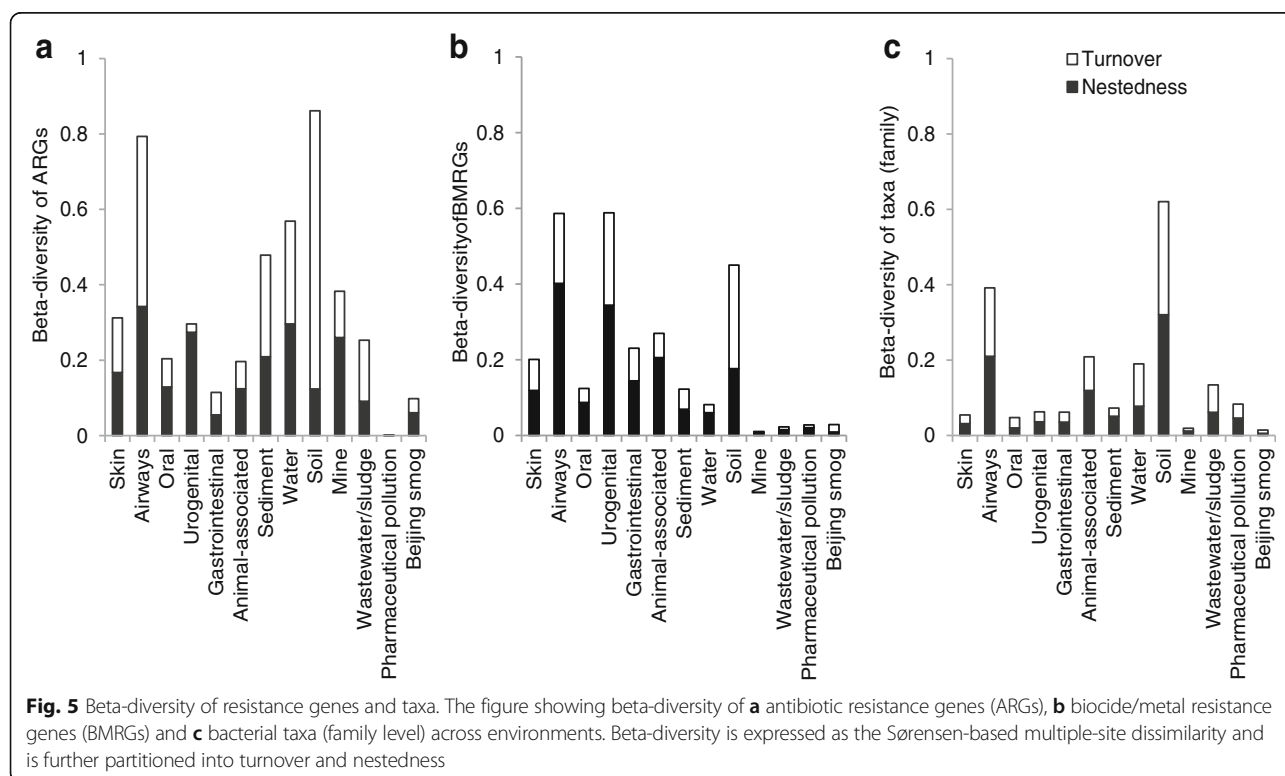 a
1
0.8
0.6
0.4
0.2
0
Beta-diversity of ARGs
Skin
Airways
Oral
Urogenital
Gastrointestinal
Animal-associated
Sediment
Water
Soil
Mine
Wastewater/sludge
Pharmaceutical pollution
Beijing smog
b
1
0.8
0.6
0.4
0.2
0
Beta-diversityofBMRGs
Skin
Airways
Oral
Urogenital
Gastrointestinal
Animal-associated
Sediment
Water
Soil
Mine
Wastewater/sludge
Pharmaceutical pollution
Beijing smog
c
Turnover
Nestedness
1
0.8
0.6
0.4
0.2
0
Beta-diversity of taxa (family)
Skin
Airways
Oral
Urogenital
Gastrointestinal
Animal-associated
Sediment
Water
Soil
Mine
Wastewater/sludge
Pharmaceutical pollution
Beijing smog
Fig. 5 Beta-diversity of resistance genes and taxa. The figure showing beta-diversity of a antibiotic resistance genes (ARGs), b biocide/metal resistance
genes (BMRGs) and c bacterial taxa (family level) across environments. Beta-diversity is expressed as the Sørensen-based multiple-site dissimilarity and
is further partitioned into turnover and nestedness